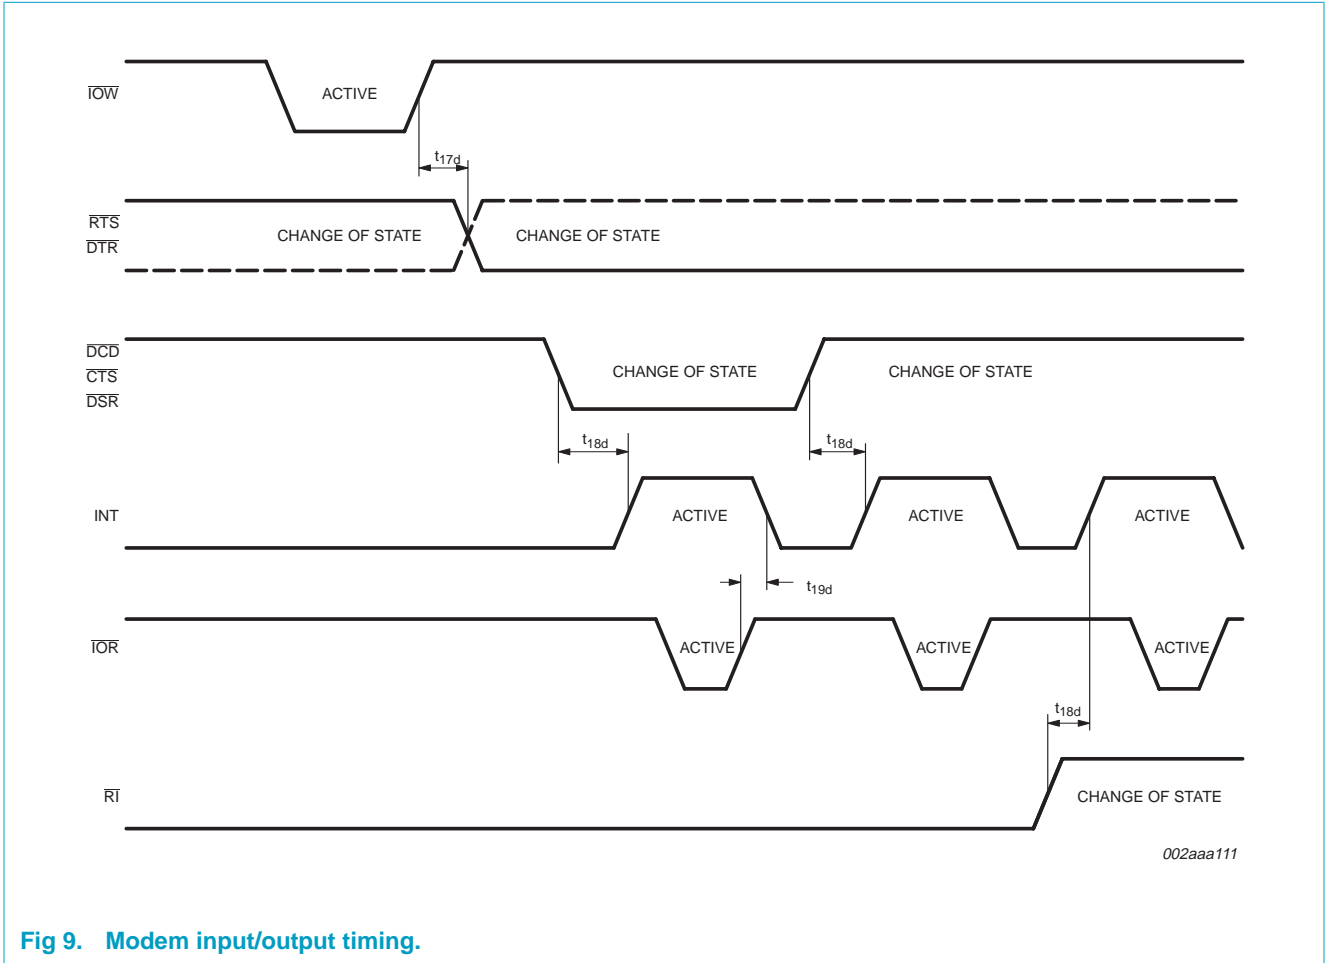 IOW
ACTIVE
t17d
RTS
DTR
CHANGE OF STATE CHANGE OF STATE
DCD
CTS
DSR
CHANGE OF STATE CHANGE OF STATE
t18d t18d
INT
ACTIVE ACTIVE ACTIVE
t19d
IOR
ACTIVE ACTIVE ACTIVE
t18d
RI
CHANGE OF STATE
002aaa111
Fig 9. Modem input/output timing.